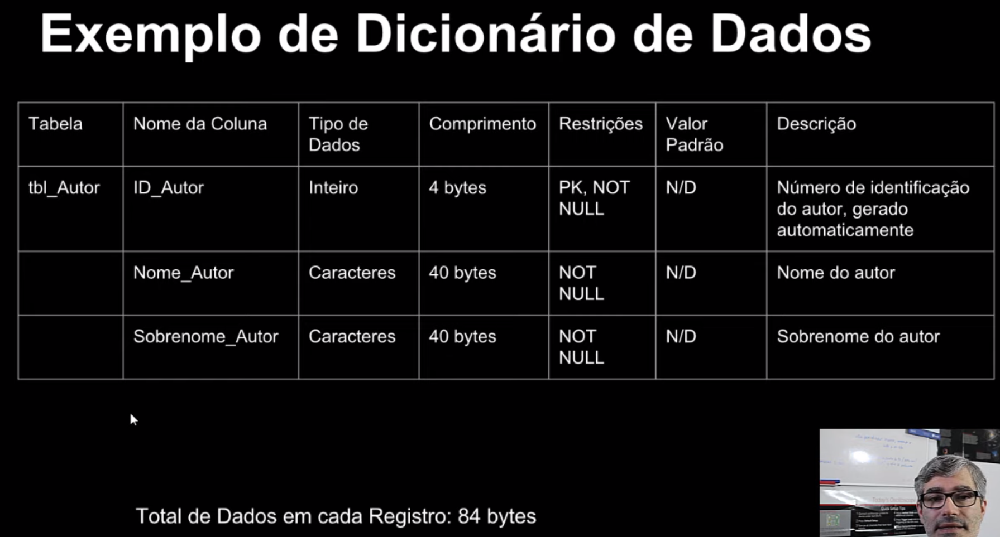 Exemplo de Dicionário de Dados
Tabela
Nome da Coluna
Tipo de
Dados
Comprimento
Restrições
Valor
Padrão
Descrição
tbl_Autor
ID_Autor
Inteiro
4 bytes
PK, NOT
NULL
N/D
Número de identificação
do autor, gerado
automaticamente
Nome_Autor
Caracteres
40 bytes
NOT
NULL
N/D
Nome do autor
Sobrenome_Autor
Caracteres
40 bytes
NOT
NULL
N/D
Sobrenome do autor
Total de Dados em cada Registro: 84 bytes
Quick Setup Tips